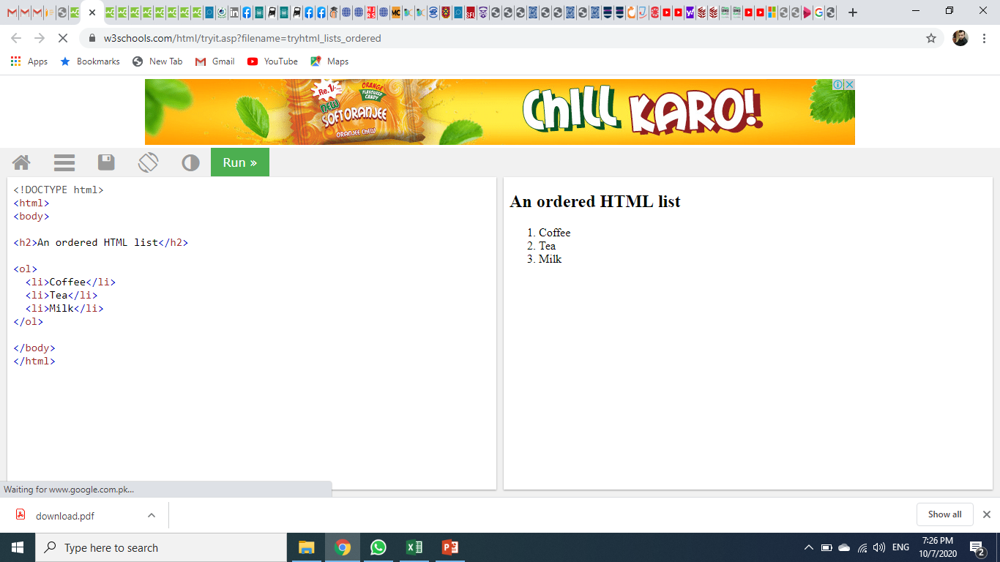 w3schools.com/html/tryit.asp?filename=tryhtml_lists_ordered
Apps Bookmarks New Tab Gmail YouTube Maps
Re.1/-
NEW
SOFTORANJEE
ORANJEE CHEW
ORANGE
FLAVOURED
CANDY
CHILL KARO!
Run »
<!DOCTYPE html>
<html>
<body>
<h2>An ordered HTML list</h2>
<ol>
<li>Coffee</li>
<li>Tea</li>
<li>Milk</li>
</ol>
</body>
</html>
An ordered HTML list
1. Coffee
2. Tea
3. Milk
Waiting for www.google.com.pk...
download.pdf
Show all
Type here to search
ENG
7:26 PM
10/7/2020
2